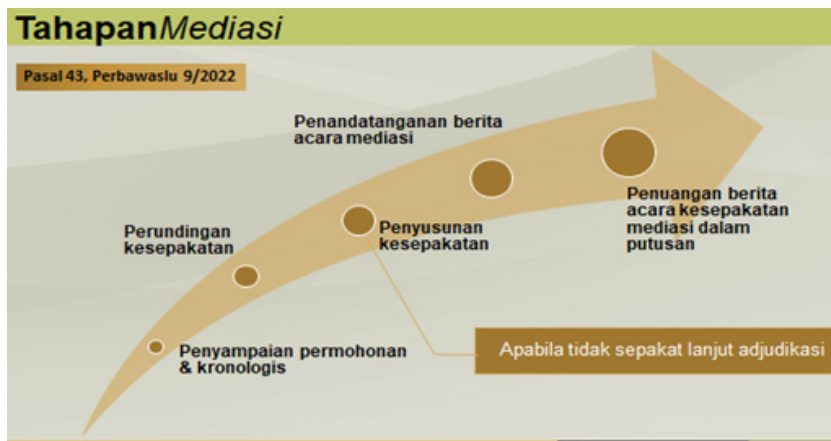 TahapanMediasi
Pasal 43, Perbawaslu 9/2022
Penyampaian permohonan
& kronologis
Perundingan
kesepakatan
Penyusunan
kesepakatan
Apabila tidak sepakat lanjut adjudikasi
Penandatanganan berita
acara mediasi
Penuangan berita
acara kesepakatan
mediasi dalam
putusan